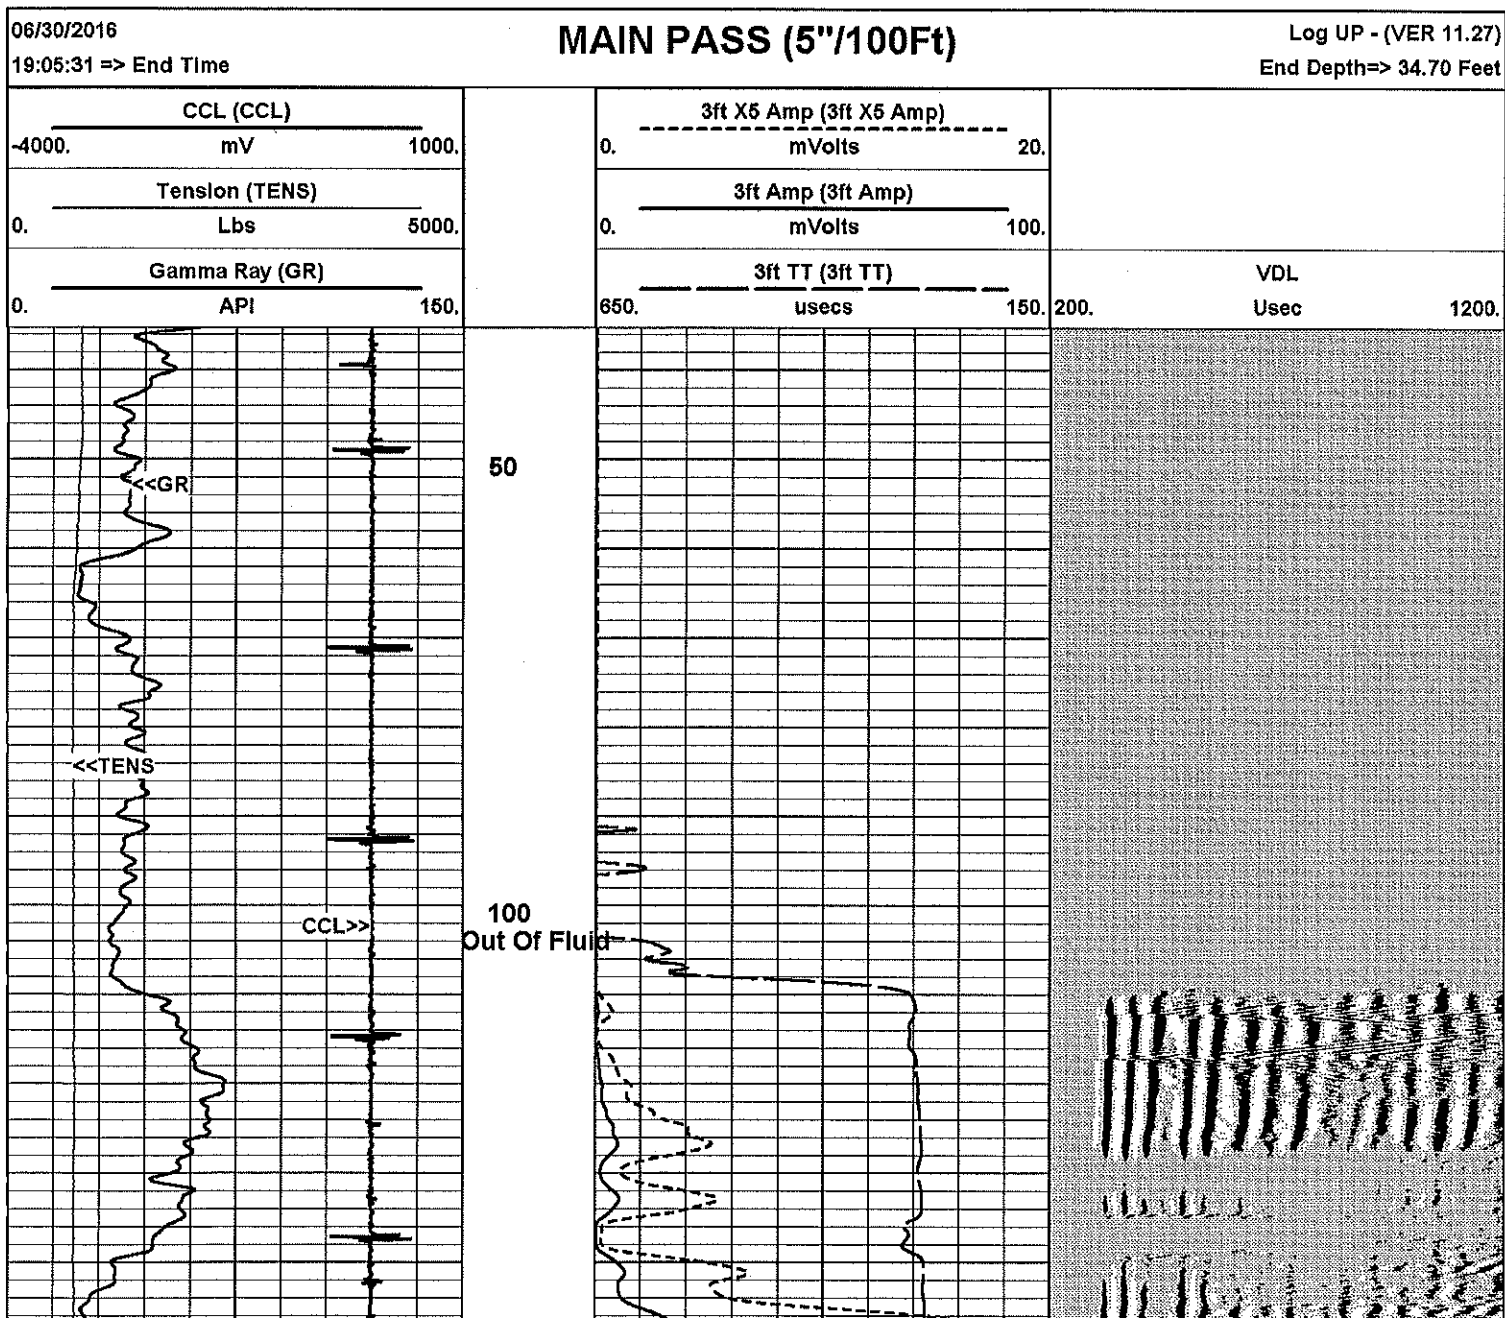 06/30/2016
19:05:31 => End Time
MAIN PASS (5"/100Ft)
Log UP - (VER 11.27)
End Depth=> 34.70 Feet
CCL (CCL)
-4000. mV 1000.
Tension (TENS)
0. Lbs 5000.
Gamma Ray (GR)
0. API 150.
3ft X5 Amp (3ft X5 Amp)
0. mVolts 20.
3ft Amp (3ft Amp)
0. mVolts 100.
3ft TT (3ft TT)
650. usecs 150.
VDL
200. Usec 1200.
50
<<GR
<<TENS
100
CCL>>
Out Of Fluid